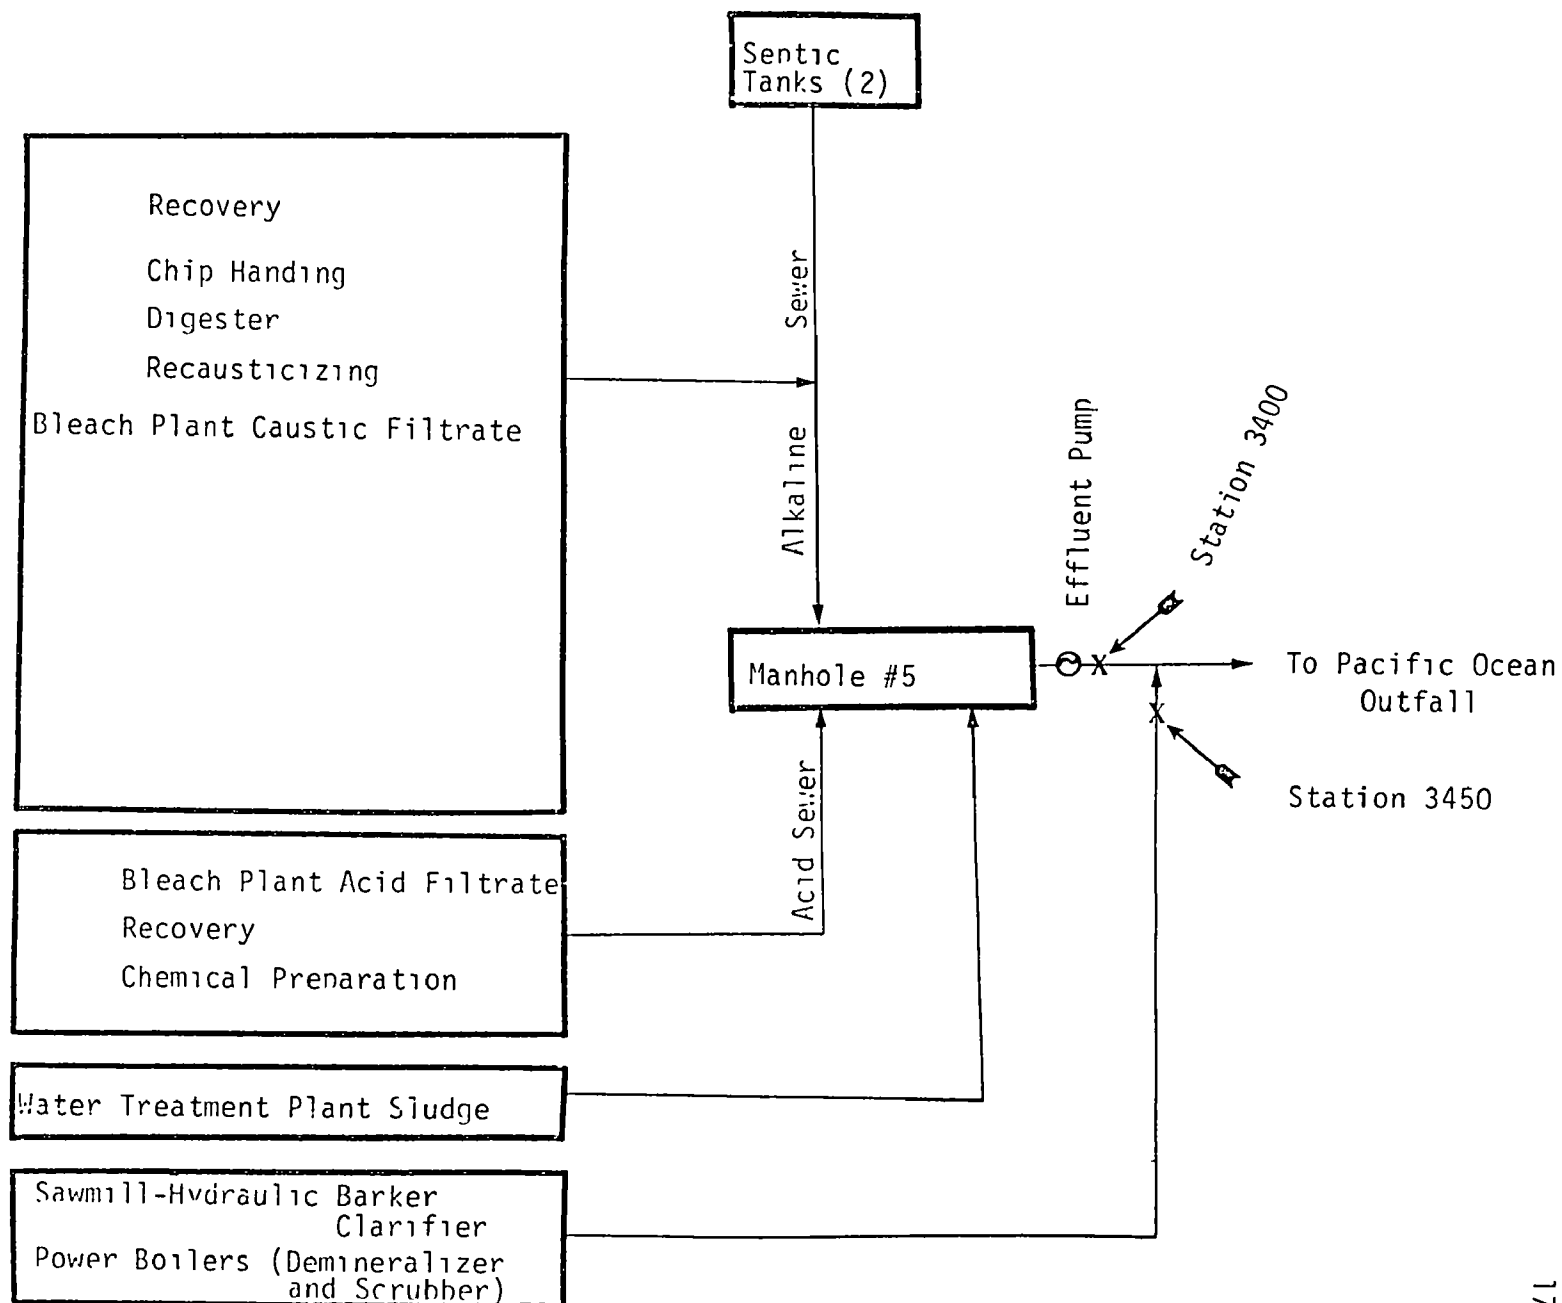 Sentic
Tanks (2)
Recovery
Chip Handing
Digester
Recausticizing
Bleach Plant Caustic Filtrate
Sewer
Alkaline
Effluent Pump
Station 3400
Manhole #5
To Pacific Ocean
Outfall
Station 3450
Acid Sewer
Bleach Plant Acid Filtrate
Recovery
Chemical Prenaration
Water Treatment Plant Sludge
Sawmill-Hvdraulic Barker
Clarifier
Power Boilers (Demineralizer
and Scrubber)
17